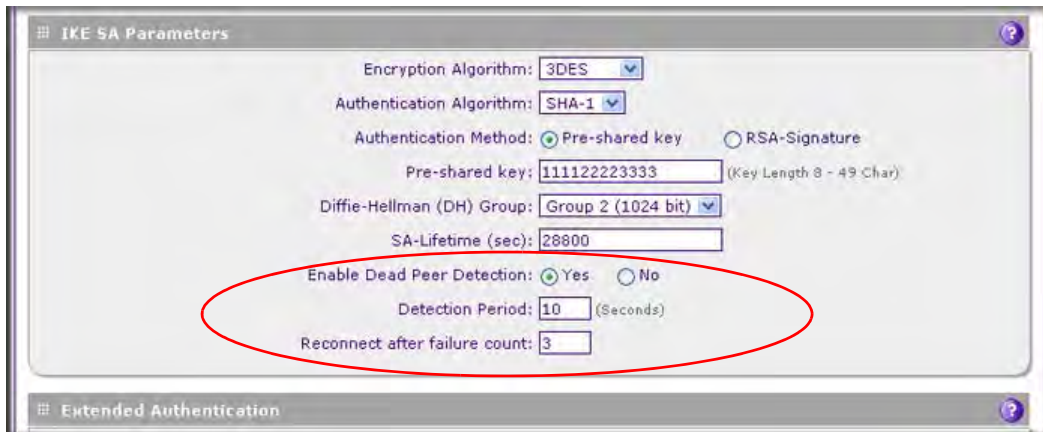 IKE SA Parameters
Encryption Algorithm: 3DES
Authentication Algorithm: SHA-1
Authentication Method: Pre-shared key RSA-Signature
Pre-shared key: 111122223333 (Key Length 8 - 49 Char)
Diffie-Hellman (DH) Group: Group 2 (1024 bit)
SA-Lifetime (sec): 28800
Enable Dead Peer Detection: Yes No
Detection Period: 10 (Seconds)
Reconnect after failure count: 3
Extended Authentication